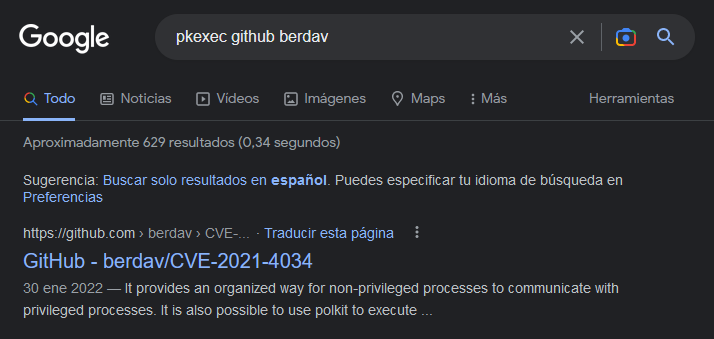 Google
pkexec github berdav
Todo Noticias Vídeos Imágenes Maps Más Herramientas
Aproximadamente 629 resultados (0,34 segundos)
Sugerencia: Buscar solo resultados en español. Puedes especificar tu idioma de búsqueda en
Preferencias
https://github.com › berdav › CVE-... · Traducir esta página
GitHub - berdav/CVE-2021-4034
30 ene 2022 — It provides an organized way for non-privileged processes to communicate with
privileged processes. It is also possible to use polkit to execute ...